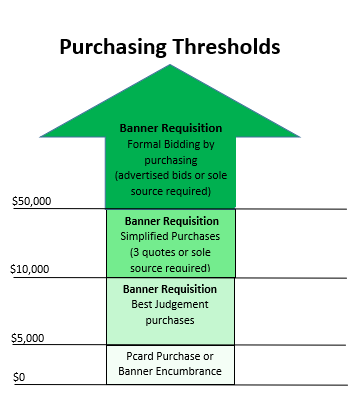 Purchasing Thresholds
Banner Requisition
Formal Bidding by
purchasing
(advertised bids or sole
source required)
$50,000
Banner Requisition
Simplified Purchases
(3 quotes or sole
source required)
$10,000
Banner Requisition
Best Judgement
purchases
$5,000
Pcard Purchase or
Banner Encumbrance
$0